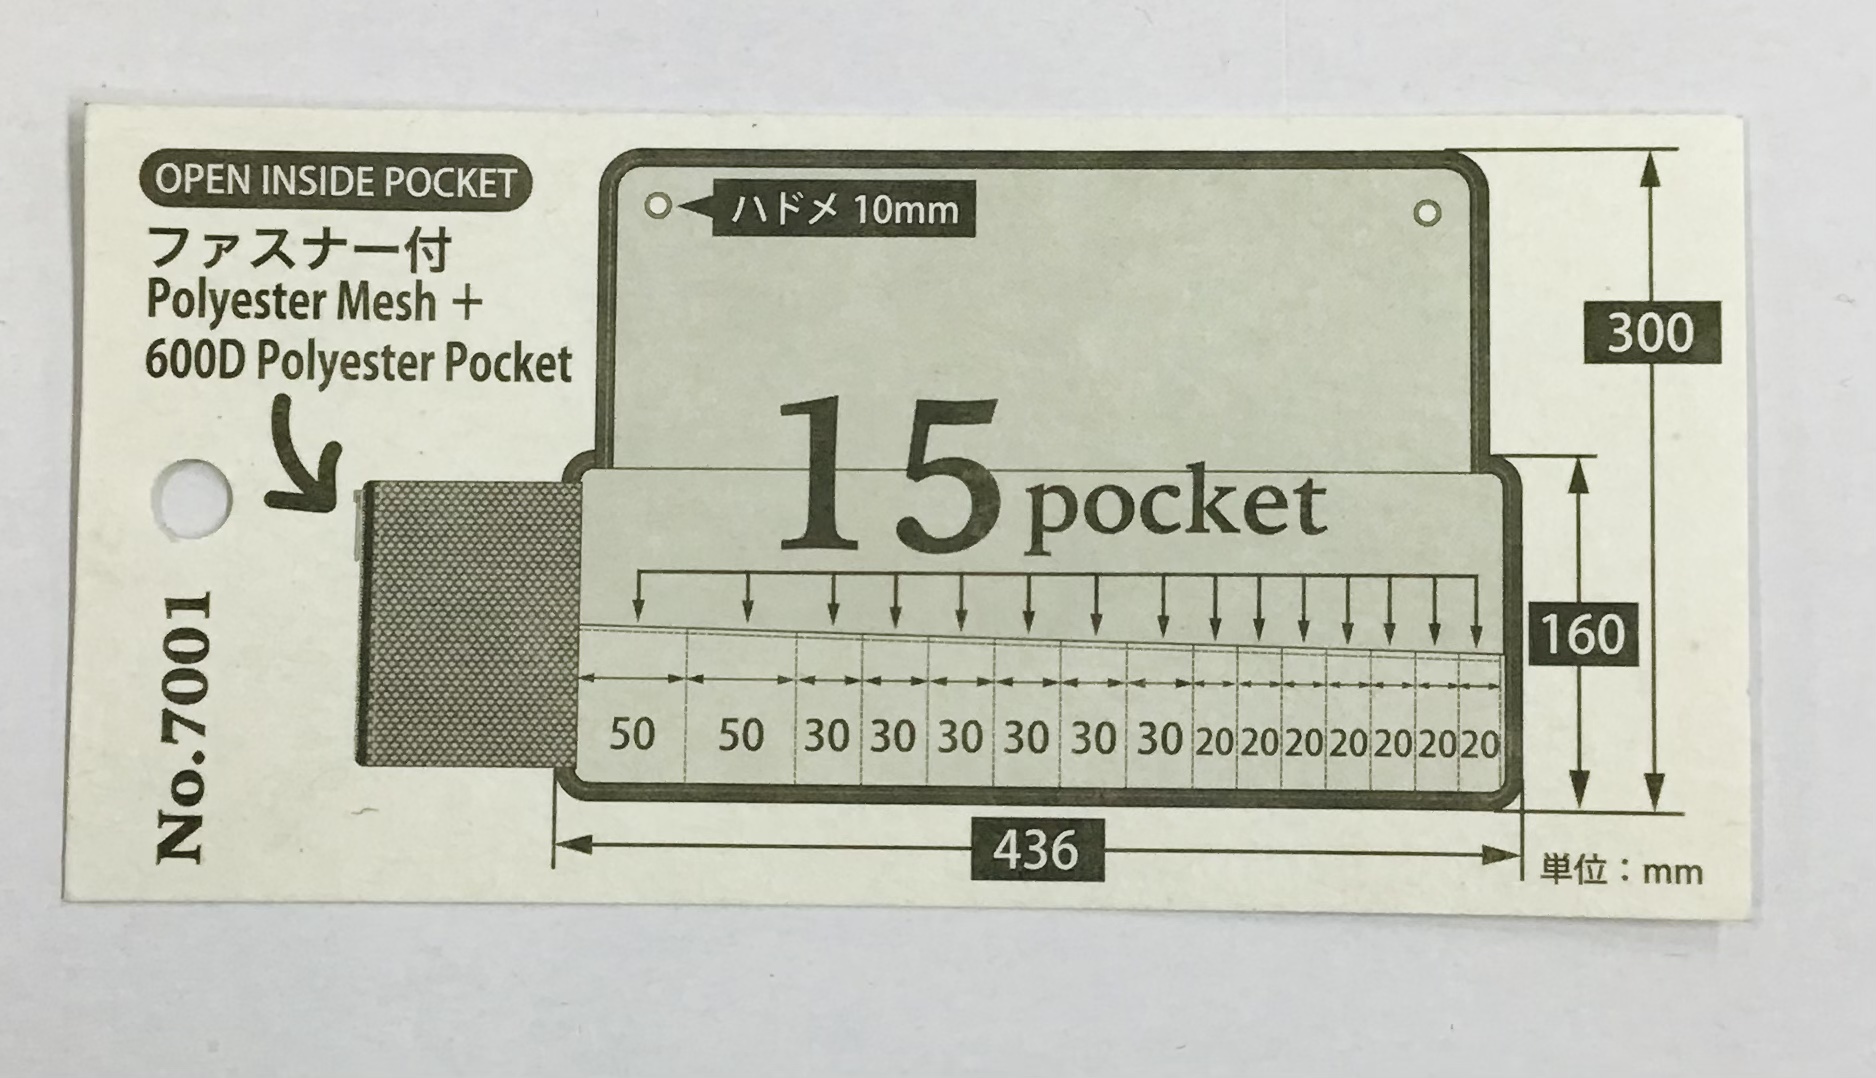 OPEN INSIDE POCKET
ファスナー付
Polyester Mesh +
600D Polyester Pocket
No.7001
ハドメ 10mm
300
15 pocket
160
50 50 30 30 30 30 30 30 20 20 20 20 20 20 20
436
単位：mm